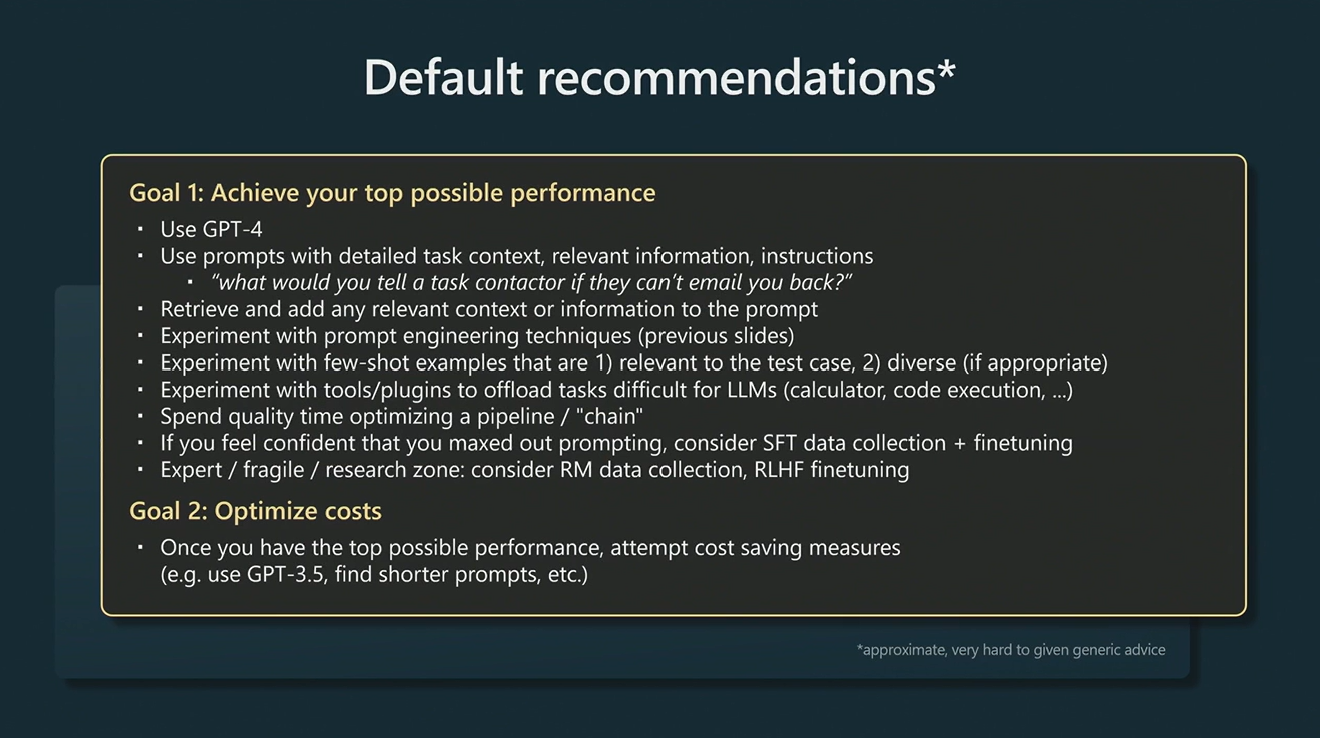 Default recommendations*
Goal 1: Achieve your top possible performance
▪ Use GPT-4
▪ Use prompts with detailed task context, relevant information, instructions
▪ “what would you tell a task contactor if they can’t email you back?”
▪ Retrieve and add any relevant context or information to the prompt
▪ Experiment with prompt engineering techniques (previous slides)
▪ Experiment with few-shot examples that are 1) relevant to the test case, 2) diverse (if appropriate)
▪ Experiment with tools/plugins to offload tasks difficult for LLMs (calculator, code execution, ...)
▪ Spend quality time optimizing a pipeline / "chain"
▪ If you feel confident that you maxed out prompting, consider SFT data collection + finetuning
▪ Expert / fragile / research zone: consider RM data collection, RLHF finetuning
Goal 2: Optimize costs
▪ Once you have the top possible performance, attempt cost saving measures
(e.g. use GPT-3.5, find shorter prompts, etc.)
*approximate, very hard to given generic advice